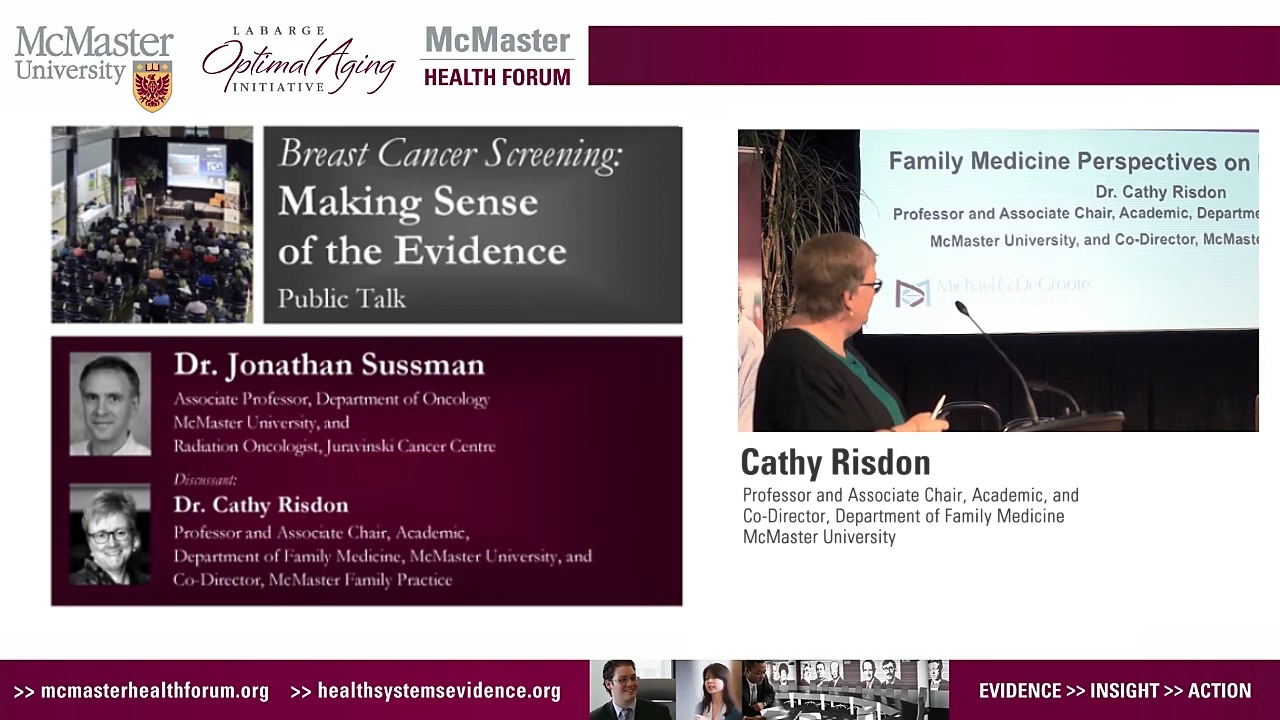 McMaster
University
LABARGE
Optimal Aging
INITIATIVE
McMaster
HEALTH FORUM
Breast Cancer Screening:
Making Sense
of the Evidence
Public Talk
Dr. Jonathan Sussman
Associate Professor, Department of Oncology
McMaster University, and
Radiation Oncologist, Juravinski Cancer Centre
Discussant:
Dr. Cathy Risdon
Professor and Associate Chair, Academic,
Department of Family Medicine, McMaster University, and
Co-Director, McMaster Family Practice
Family Medicine Perspectives on
Dr. Cathy Risdon
Professor and Associate Chair, Academic, Departme
McMaster University, and Co-Director, McMaste
Michael G. DeGroote
Cathy Risdon
Professor and Associate Chair, Academic, and
Co-Director, Department of Family Medicine
McMaster University
>> mcmasterhealthforum.org >> healthsystemsevidence.org
EVIDENCE >> INSIGHT >> ACTION